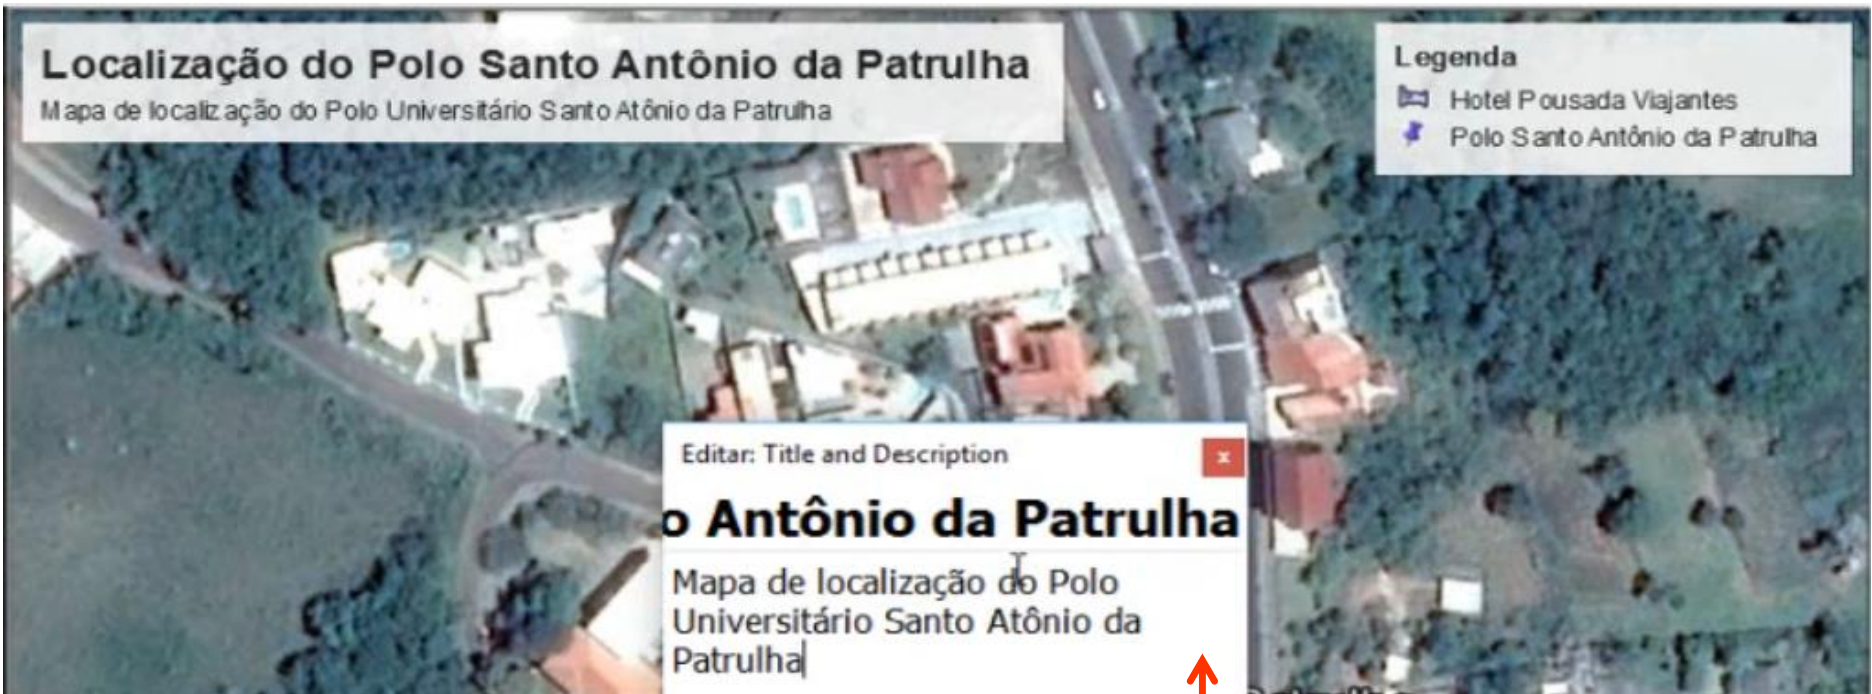 Localização do Polo Santo Antônio da Patrulha
Mapa de localização do Polo Universitário Santo Atônio da Patrulha
Legenda
Hotel Pousada Viajantes
Polo Santo Antônio da Patrulha
Editar: Title and Description
x
o Antônio da Patrulha
Mapa de localização do Polo
Universitário Santo Atônio da
Patrulha